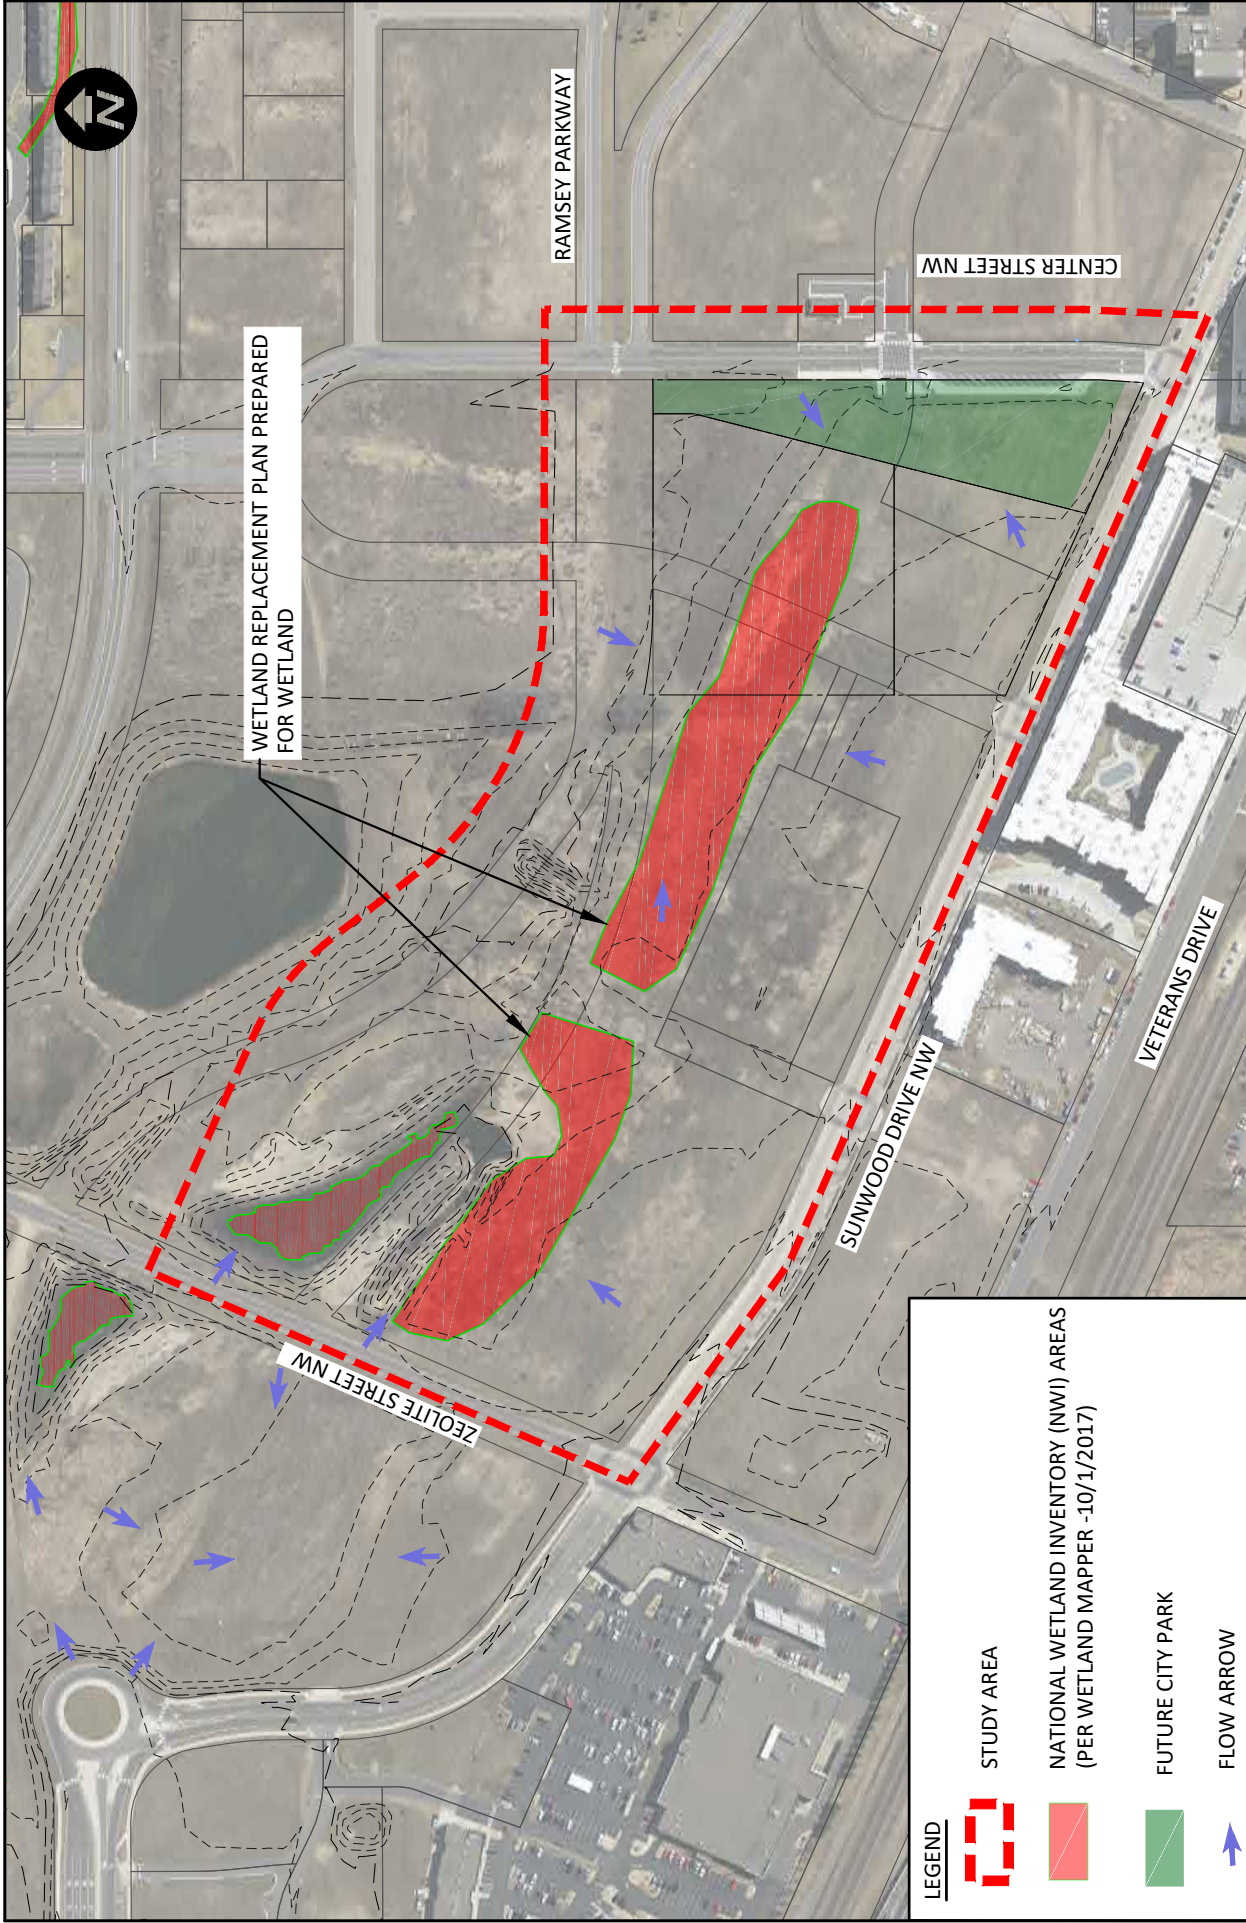 N
WETLAND REPLACEMENT PLAN PREPARED
FOR WETLAND
RAMSEY PARKWAY
CENTER STREET NW
ZEOLITE STREET NW
SUNWOOD DRIVE NW
VETERANS DRIVE
LEGEND
STUDY AREA
NATIONAL WETLAND INVENTORY (NWI) AREAS
(PER WETLAND MAPPER -10/1/2017)
FUTURE CITY PARK
FLOW ARROW